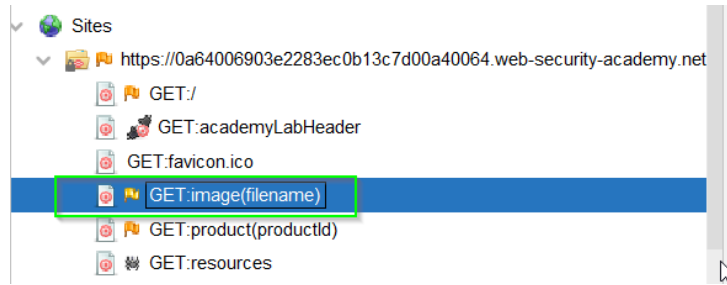 Sites
https://0a64006903e2283ec0b13c7d00a40064.web-security-academy.net
GET:/
GET:academyLabHeader
GET:favicon.ico
GET:image(filename)
GET:product(productId)
GET:resources